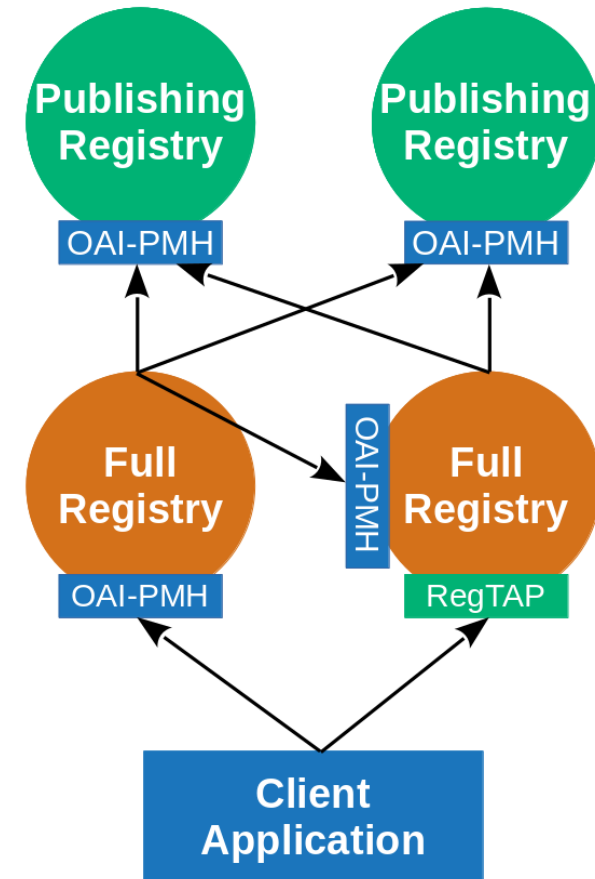 Publishing
Registry
Publishing
Registry
OAI-PMH
OAI-PMH
Full
Registry
OAI-PMH
Full
Registry
OAI-PMH
RegTAP
Client
Application